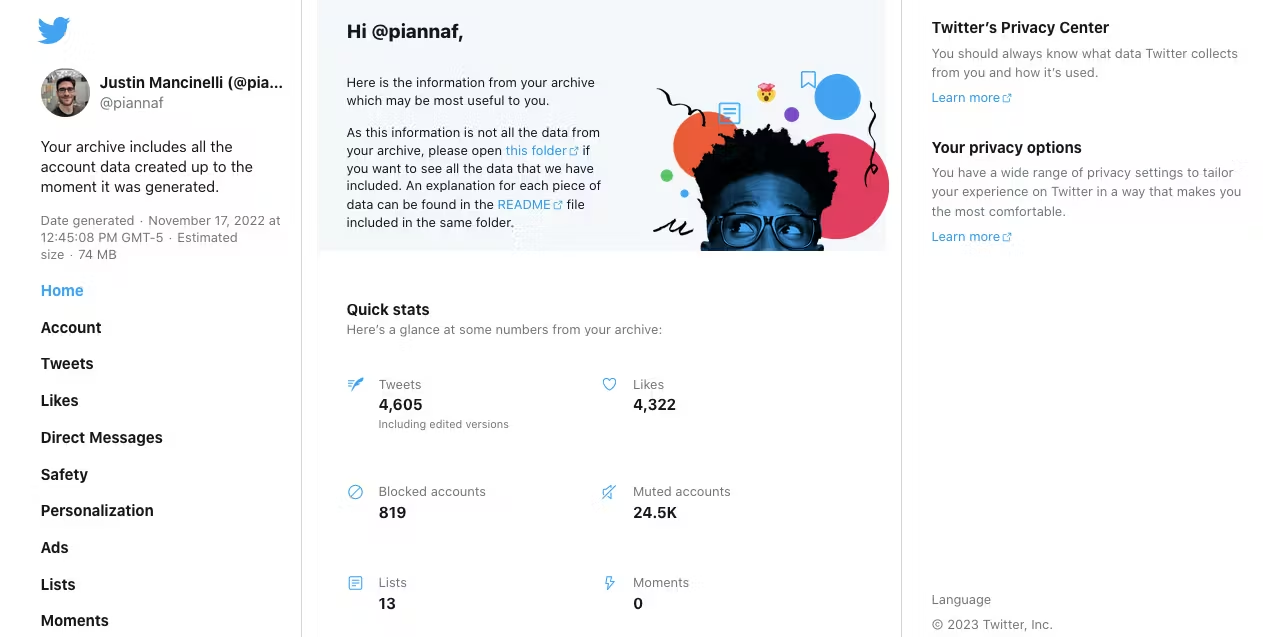 Justin Mancinelli (@pia...
@piannaf
Your archive includes all the
account data created up to the
moment it was generated.
Date generated · November 17, 2022 at
12:45:08 PM GMT-5 · Estimated
size · 74 MB
Home
Account
Tweets
Likes
Direct Messages
Safety
Personalization
Ads
Lists
Moments
Hi @piannaf,
Here is the information from your archive
which may be most useful to you.
As this information is not all the data from
your archive, please open this folder if
you want to see all the data that we have
included. An explanation for each piece of
data can be found in the README file
included in the same folder.
Quick stats
Here's a glance at some numbers from your archive:
Tweets
4,605
Including edited versions
Likes
4,322
Blocked accounts
819
Muted accounts
24.5K
Lists
13
Moments
0
Twitter's Privacy Center
You should always know what data Twitter collects
from you and how it's used.
Learn more
Your privacy options
You have a wide range of privacy settings to tailor
your experience on Twitter in a way that makes you
the most comfortable.
Learn more
Language
© 2023 Twitter, Inc.